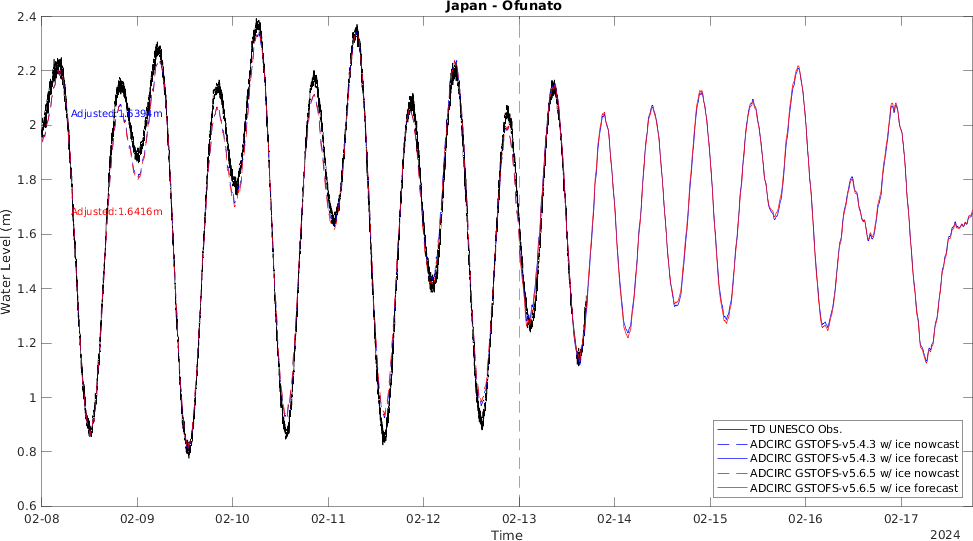 Japan - Ofunato
2.4
2.2
2
1.8
1.6
1.4
1.2
1
0.8
0.6
Water Level (m)
Adjusted:1.6394m
Adjusted:1.6416m
TD UNESCO Obs.
ADCIRC GSTOFS-v5.4.3 w/ ice nowcast
ADCIRC GSTOFS-v5.4.3 w/ ice forecast
ADCIRC GSTOFS-v5.6.5 w/ ice nowcast
ADCIRC GSTOFS-v5.6.5 w/ ice forecast
02-08 02-09 02-10 02-11 02-12 02-13 02-14 02-15 02-16 02-17
Time
2024